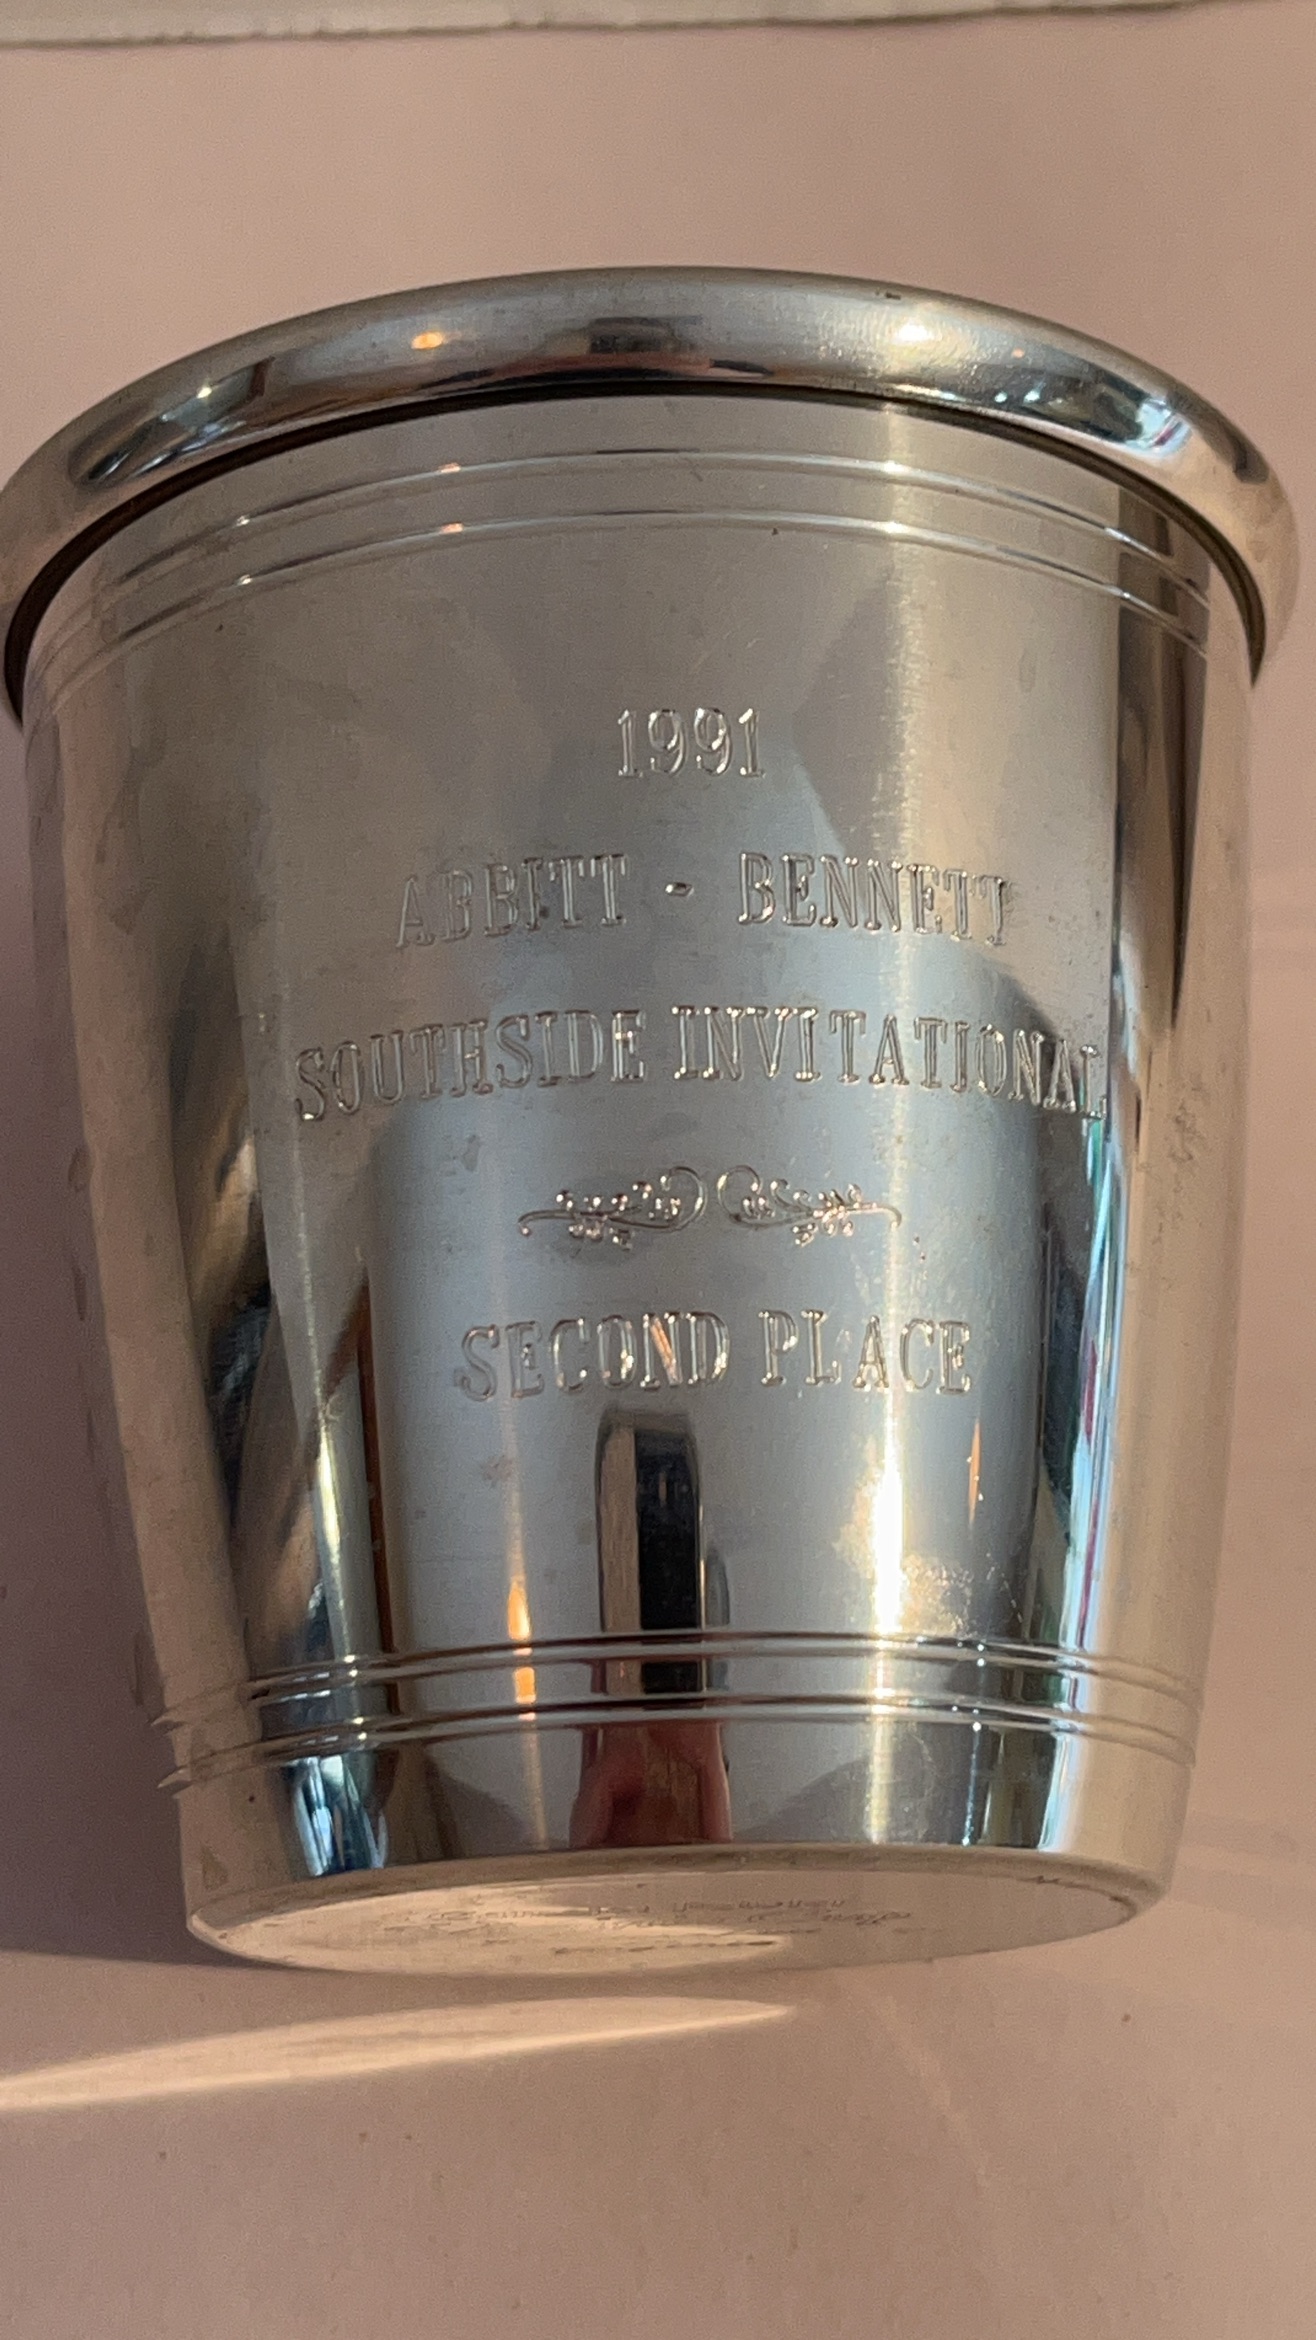 1991
ABBITT - BENNETT
SOUTHSIDE INVITATIONAL
SECOND PLACE